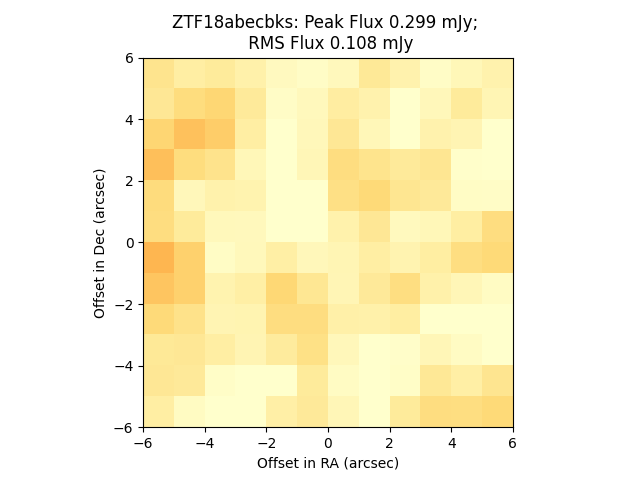 ZTF18abecbks: Peak Flux 0.299 mJy;
RMS Flux 0.108 mJy
6
4
2
0
−2
−4
−6
Offset in Dec (arcsec)
−6 −4 −2 0 2 4 6
Offset in RA (arcsec)